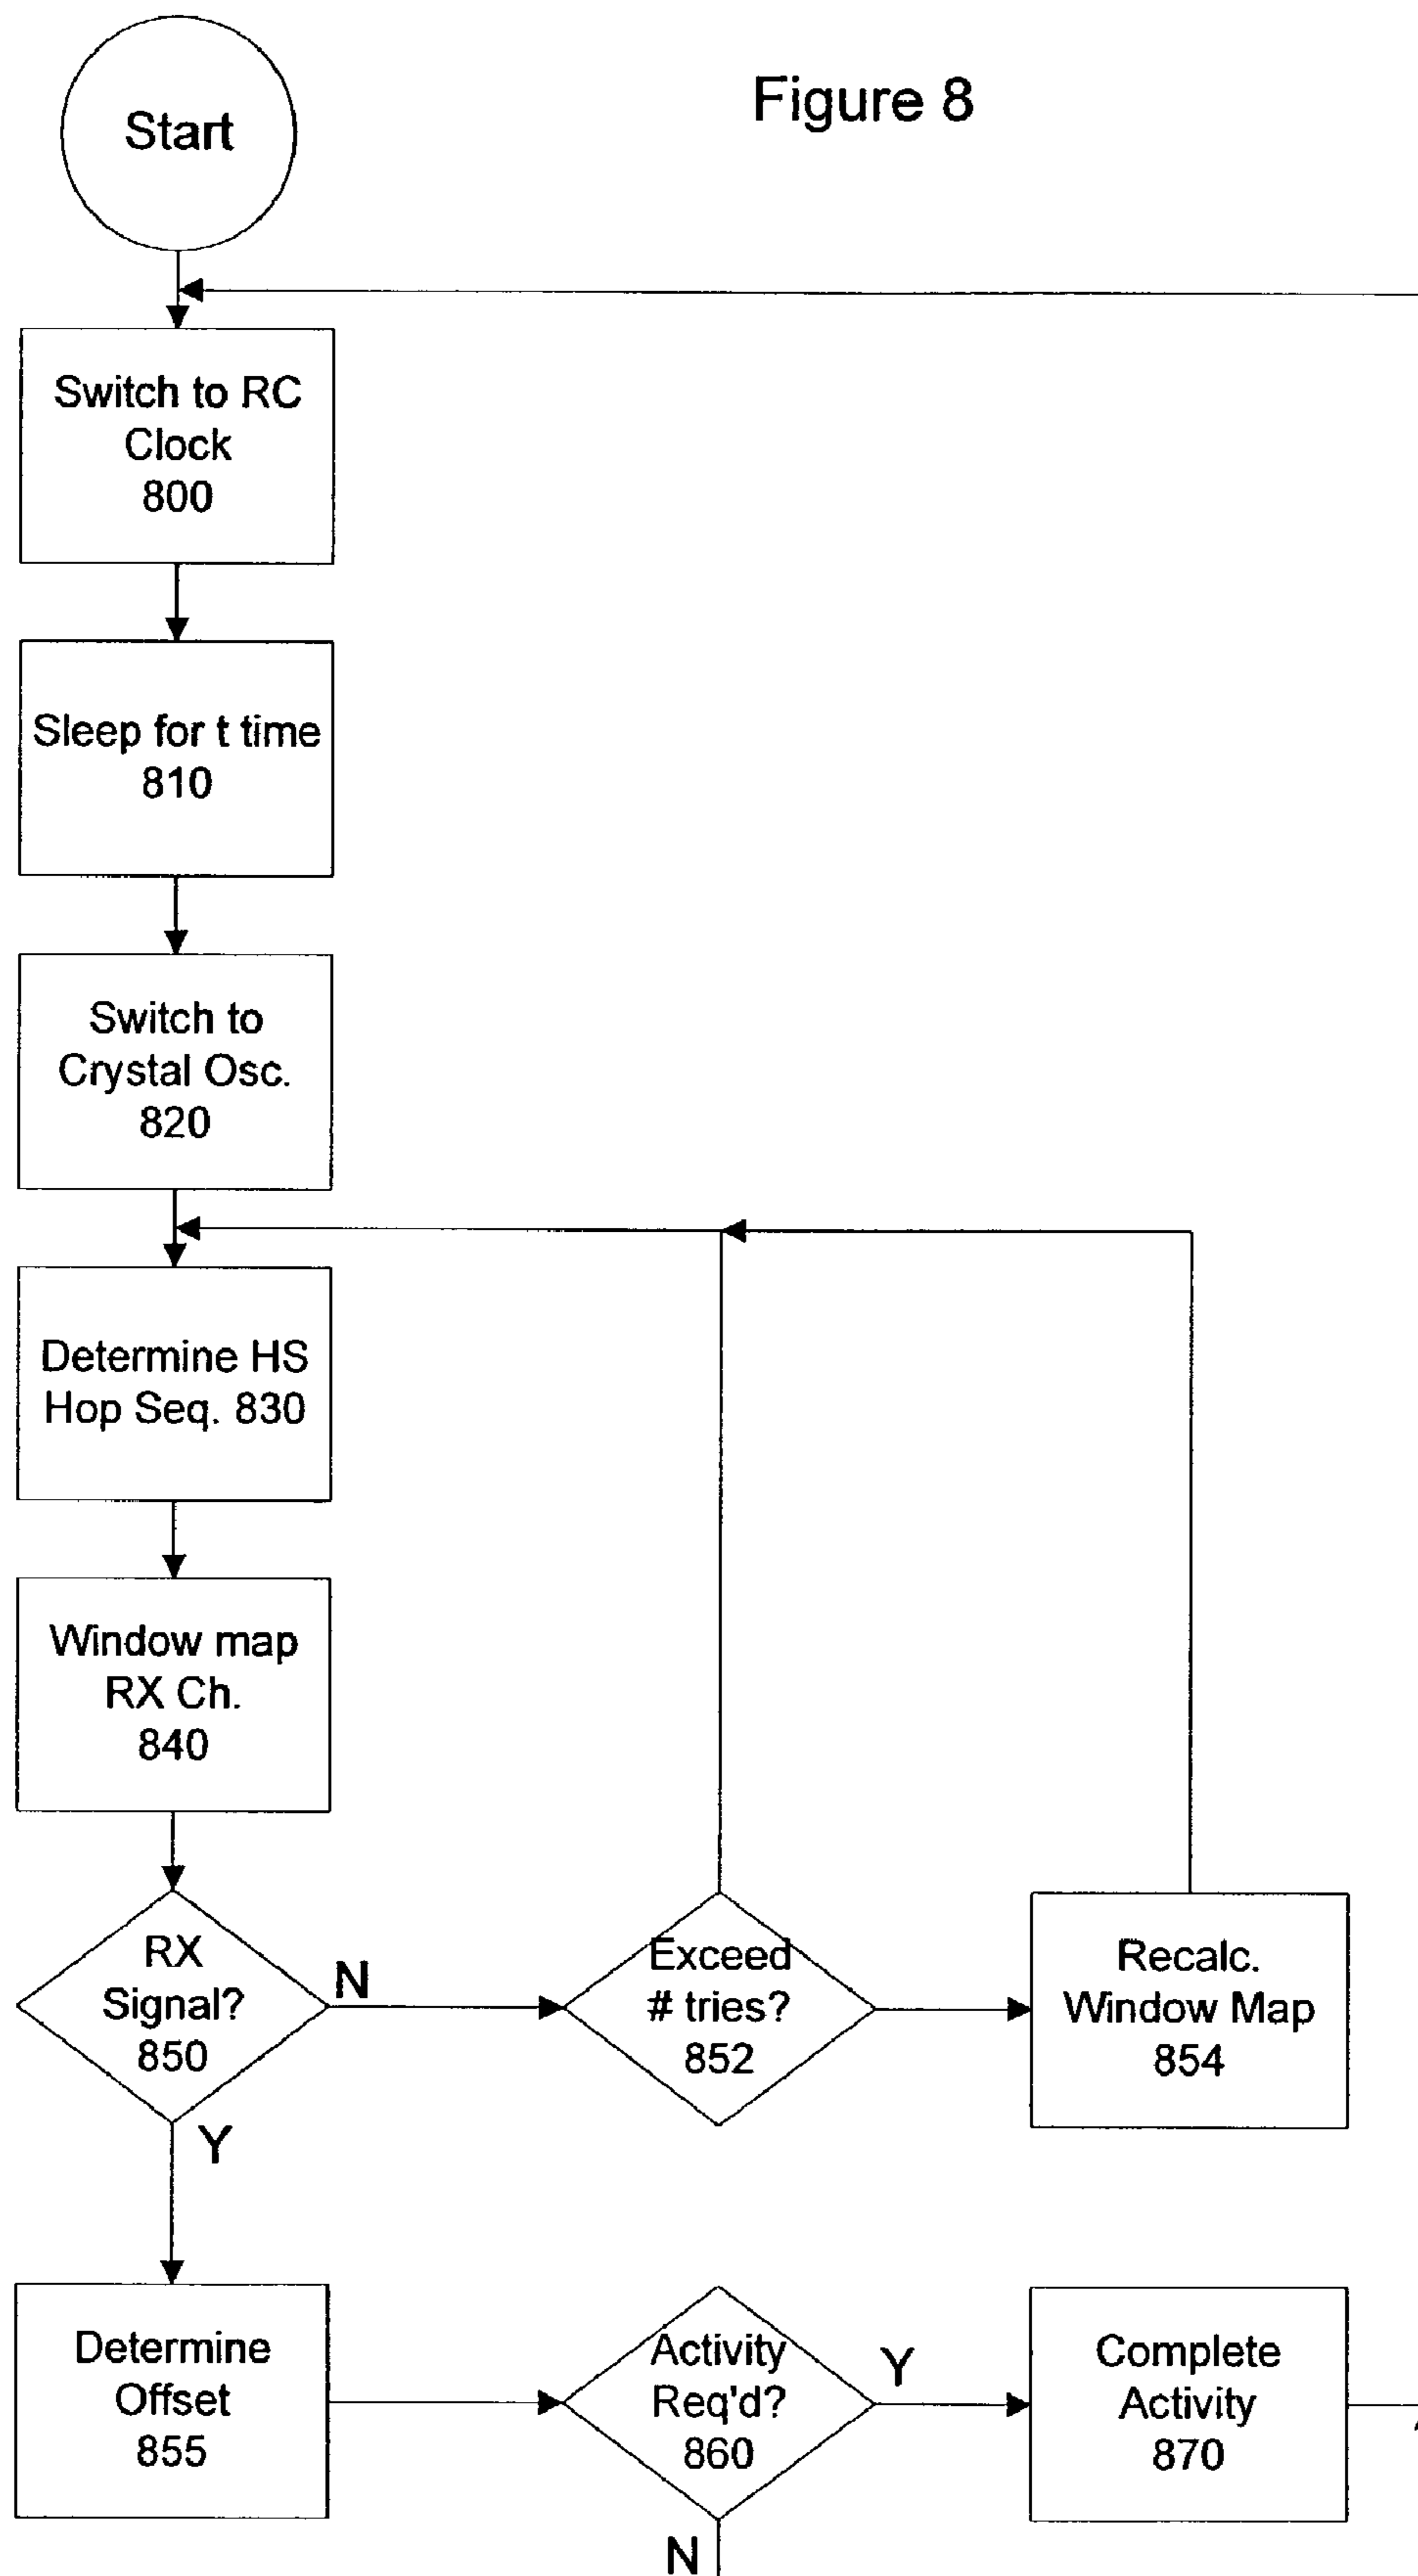 Figure 8
Start
Switch to RC
Clock
800
Sleep for t time
810
Switch to
Crystal Osc.
820
Determine HS
Hop Seq. 830
Window map
RX Ch.
840
RX
Signal?
850
N
Y
Exceed
# tries?
852
Recalc.
Window Map
854
Determine
Offset
855
Activity
Req'd?
860
Y
N
Complete
Activity
870